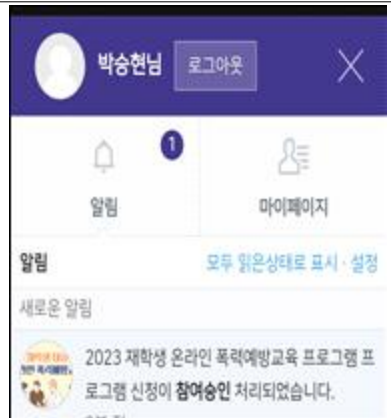 박승현님 로그아웃
1
알림 마이페이지
알림 모두 읽은상태로 표시 · 설정
새로운 알림
2023 재학생 온라인 폭력예방교육 프로그램 프
로그램 신청이 참여승인 처리되었습니다.